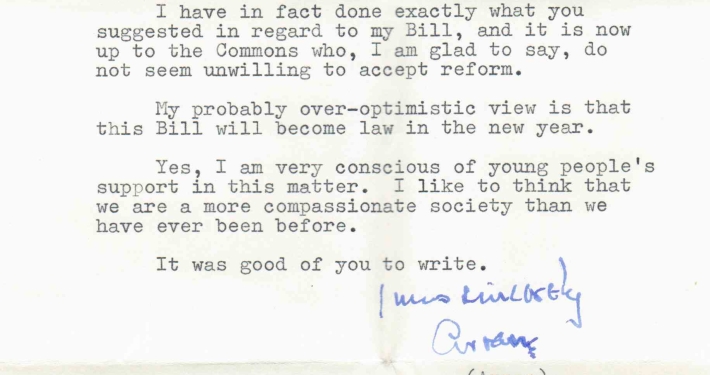 I have in fact done exactly what you
suggested in regard to my Bill, and it is now
up to the Commons who, I am glad to say, do
not seem unwilling to accept reform.
My probably over-optimistic view is that
this Bill will become law in the new year.
Yes, I am very conscious of young people's
support in this matter. I like to think that
we are a more compassionate society than we
have ever been before.
It was good of you to write.
Yours sincerely
Arran